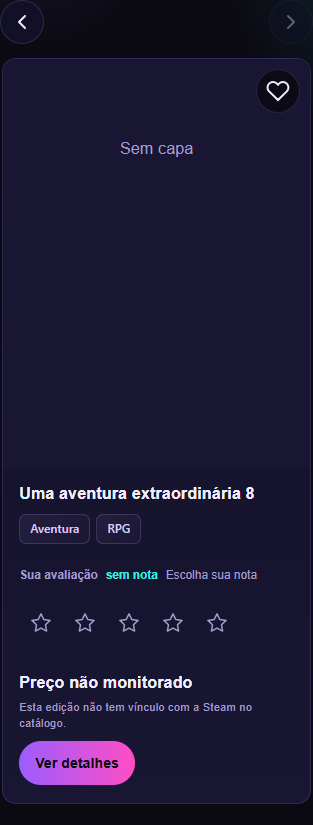 Sem capa
Uma aventura extraordinária 8
Aventura RPG
Sua avaliação sem nota Escolha sua nota
Preço não monitorado
Esta edição não tem vínculo com a Steam no
catálogo.
Ver detalhes